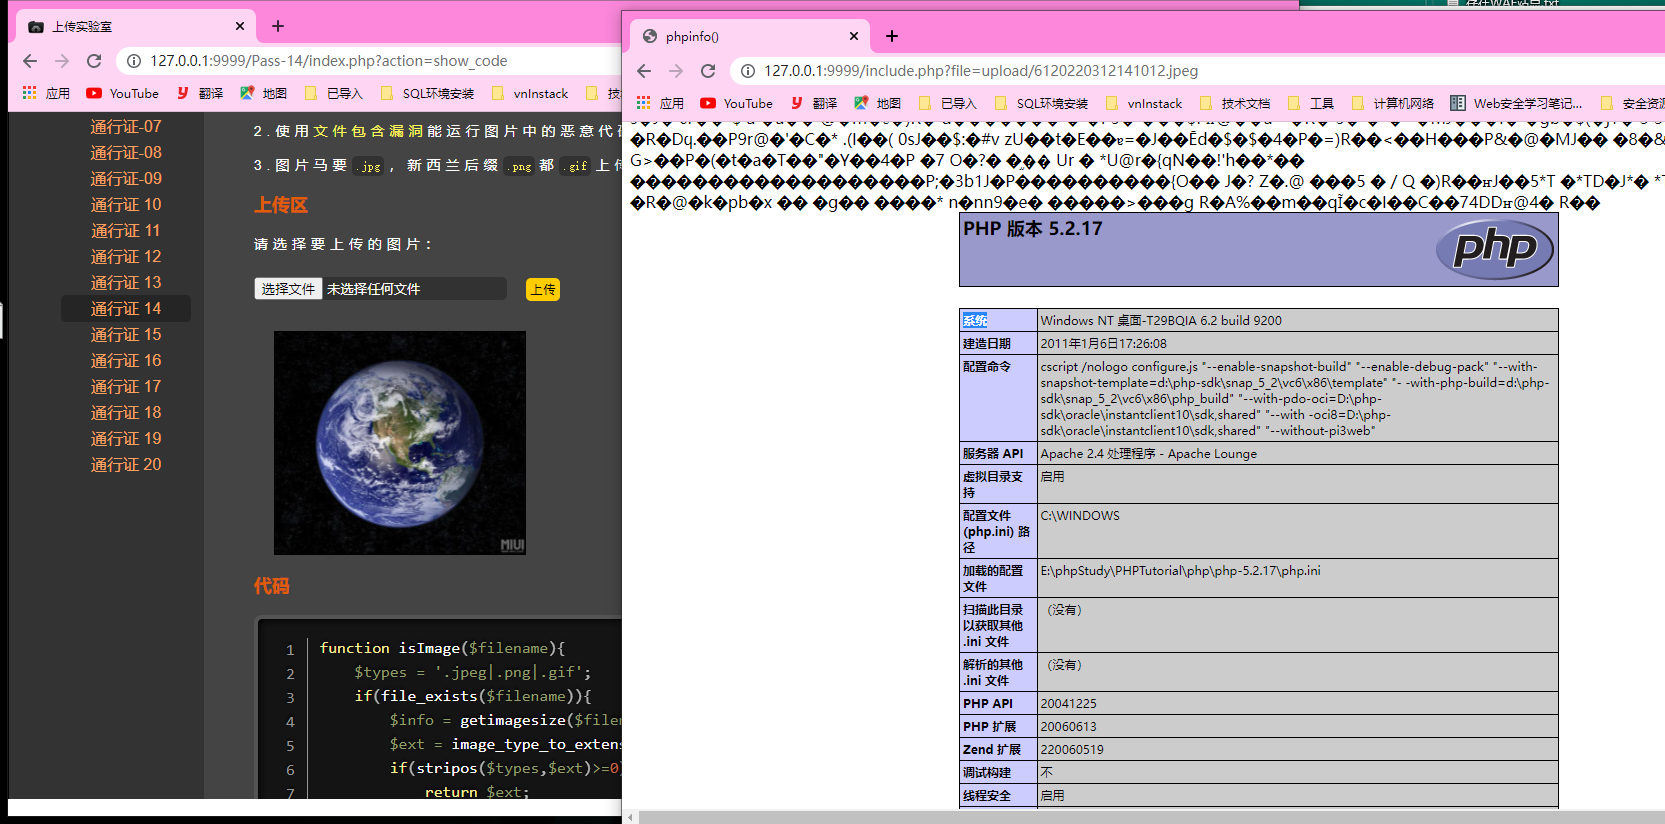 上传实验室
127.0.0.1:9999/Pass-14/index.php?action=show_code
应用 YouTube 翻译 地图 已导入 SQL环境安装 vnInstack
通行证-07
通行证-08
通行证-09
通行证 10
通行证 11
通行证 12
通行证 13
通行证 14
通行证 15
通行证 16
通行证 17
通行证 18
通行证 19
通行证 20
2.使用文件包含漏洞能运行图片中的恶意代码
3.图片马要 .jpg ，新西兰后缀 .png 都 .gif 上传
上传区
请选择要上传的图片：
选择文件 未选择任何文件 上传
MIUI
代码
1 function isImage($filename){
2 $types = '.jpeg|.png|.gif';
3 if(file_exists($filename)){
4 $info = getimagesize($filen
5 $ext = image_type_to_extens
6 if(stripos($types,$ext)>=0)
7 return $ext;
phpinfo()
127.0.0.1:9999/include.php?file=upload/6120220312141012.jpeg
应用 YouTube 翻译 地图 已导入 SQL环境安装 vnInstack 技术文档 工具 计算机网络 Web安全学习笔记... 安全资源
PHP 版本 5.2.17
php
系统 Windows NT 桌面-T29BQIA 6.2 build 9200
建造日期 2011年1月6日17:26:08
配置命令 cscript /nologo configure.js "--enable-snapshot-build" "--enable-debug-pack" "--with-
snapshot-template=d:\php-sdk\snap_5_2\vc6\x86\template" "- -with-php-build=d:\php-
sdk\snap_5_2\vc6\x86\php_build" "--with-pdo-oci=D:\php-
sdk\oracle\instantclient10\sdk,shared" "--with -oci8=D:\php-
sdk\oracle\instantclient10\sdk,shared" "--without-pi3web"
服务器 API Apache 2.4 处理程序 - Apache Lounge
虚拟目录支 启用
持
配置文件 C:\WINDOWS
(php.ini) 路
径
加载的配置 E:\phpStudy\PHPTutorial\php\php-5.2.17\php.ini
文件
扫描此目录 （没有）
以获取其他
.ini 文件
解析的其他 （没有）
.ini 文件
PHP API 20041225
PHP 扩展 20060613
Zend 扩展 220060519
调试构建 不
线程安全 启用